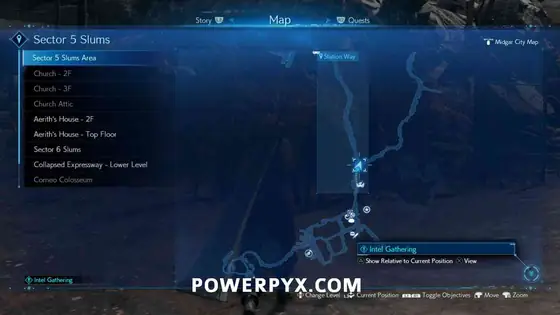 Story
Map
Quests
Sector 5 Slums
Midgar City Map
Sector 5 Slums Area
Station Way
Church - 2F
Church - 3F
Church Attic
Aerith's House - 2F
Aerith's House - Top Floor
Sector 6 Slums
Collapsed Expressway - Lower Level
Corneo Colosseum
Intel Gathering
Show Relative to Current Position
View
Intel Gathering
POWERPYX.COM
Change Level
Current Position
Toggle Objectives
Move
Zoom